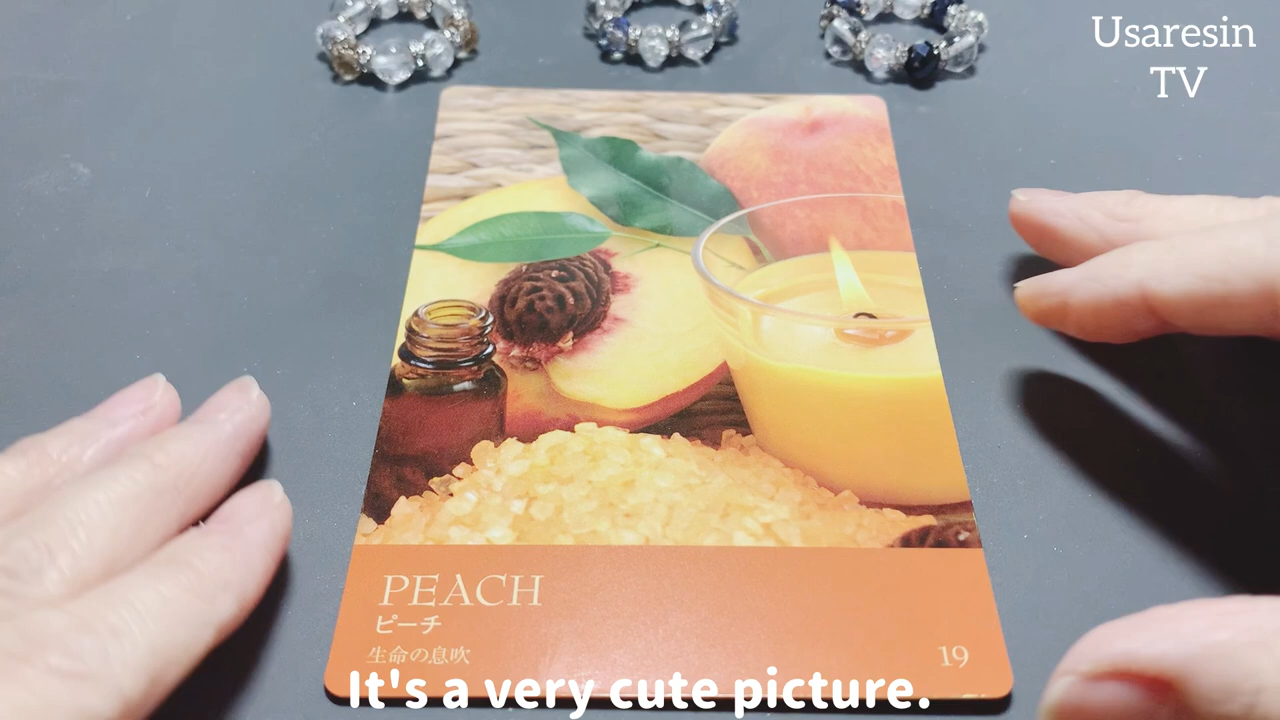 Usaresin
TV
PEACH
ピーチ
生命の息吹
19
It's a very cute picture.